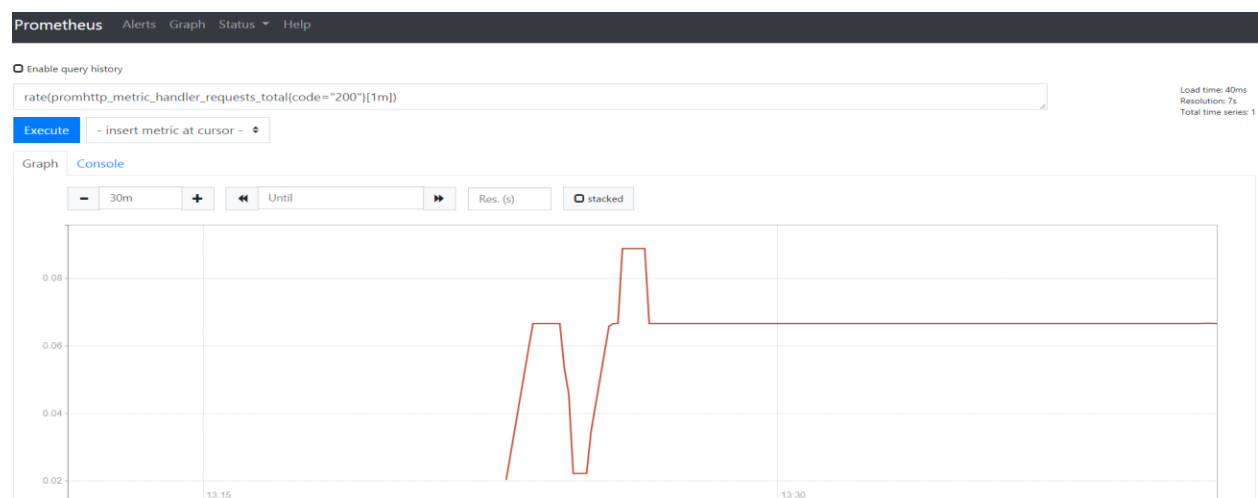 Prometheus Alerts Graph Status Help
Enable query history
rate(promhttp_metric_handler_requests_total{code="200"}[1m])
Load time: 40ms
Resolution: 7s
Total time series: 1
Execute - insert metric at cursor -
Graph Console
30m Until Res. (s) stacked
0.08
0.06
0.04
0.02
13:15 13:30